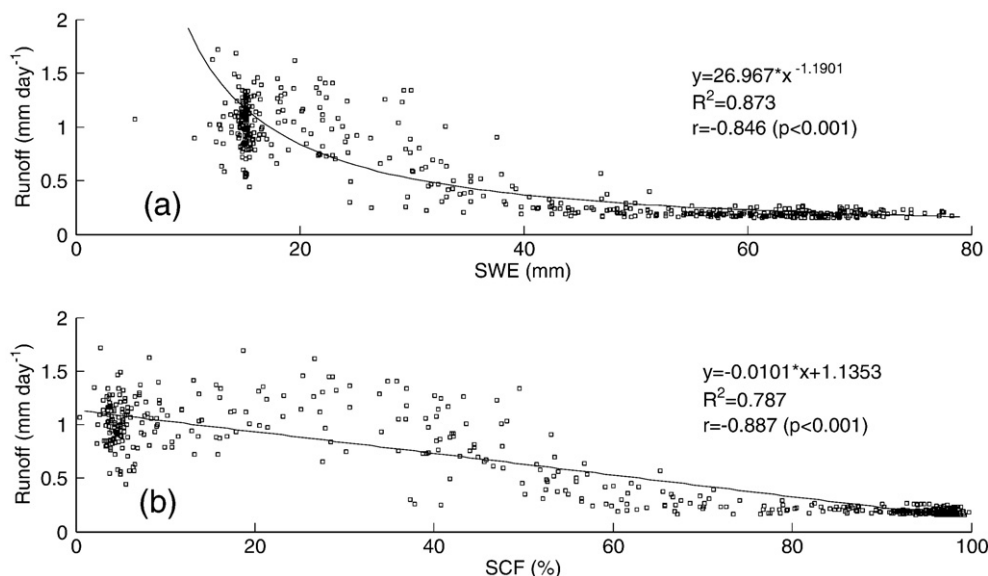 2
1.5
1
0.5
0
Runoff (mm day-1)
y=26.967*x -1.1901
R2=0.873
r=-0.846 (p<0.001)
(a)
0 20 40 60 80
SWE (mm)
2
1.5
1
0.5
0
Runoff (mm day-1)
y=-0.0101*x+1.1353
R2=0.787
r=-0.887 (p<0.001)
(b)
0 20 40 60 80 100
SCF (%)